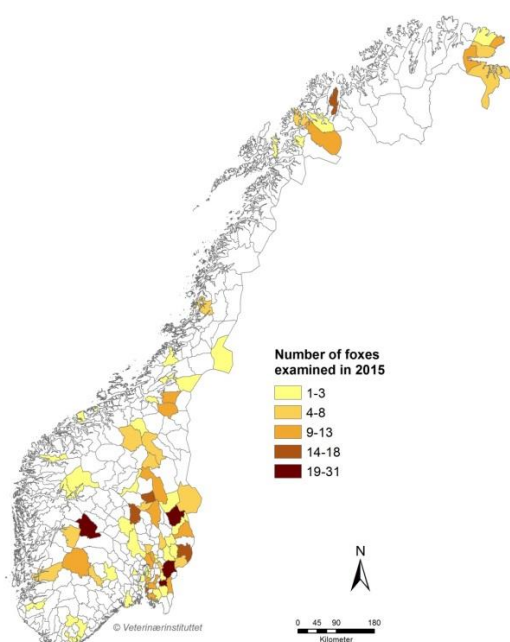 Number of foxes
examined in 2015
1-3
4-8
9-13
14-18
19-31
N
0 45 90 180
Kilometer
© Veterinærinstituttet